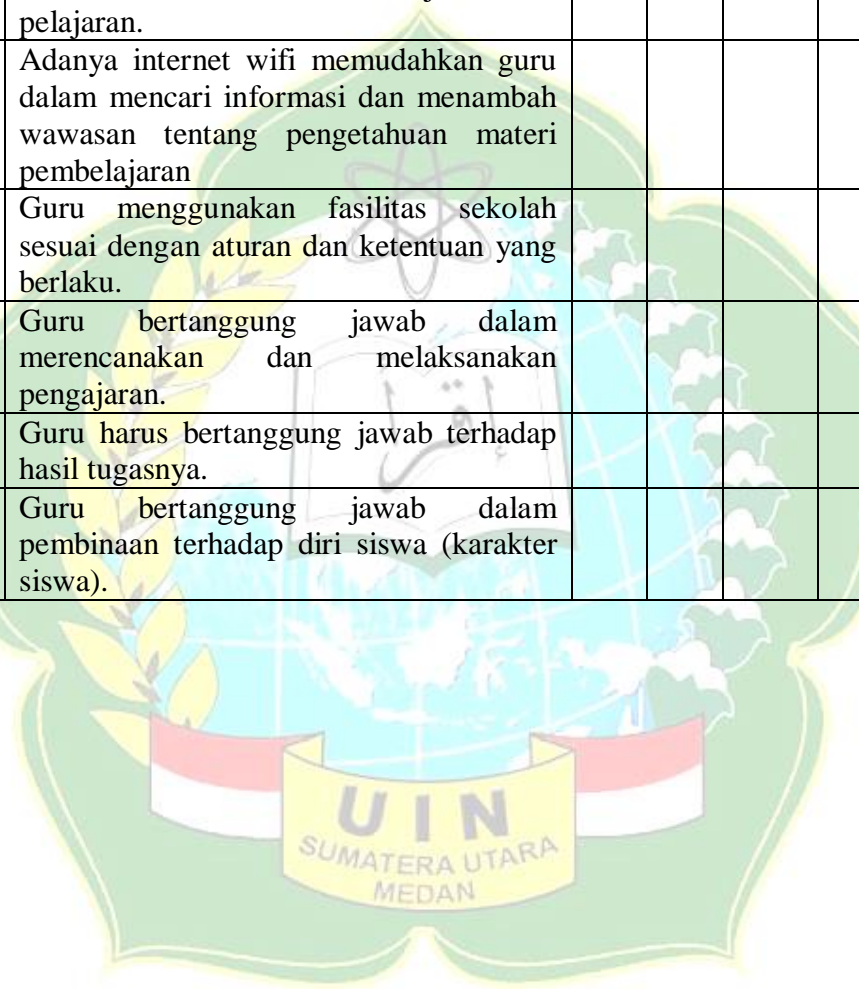 pelajaran.
Adanya internet wifi memudahkan guru
dalam mencari informasi dan menambah
wawasan tentang pengetahuan materi
pembelajaran
Guru menggunakan fasilitas sekolah
sesuai dengan aturan dan ketentuan yang
berlaku.
Guru bertanggung jawab dalam
merencanakan dan melaksanakan
pengajaran.
Guru harus bertanggung jawab terhadap
hasil tugasnya.
Guru bertanggung jawab dalam
pembinaan terhadap diri siswa (karakter
siswa).
إقرأ
UIN
SUMATERA UTARA
MEDAN